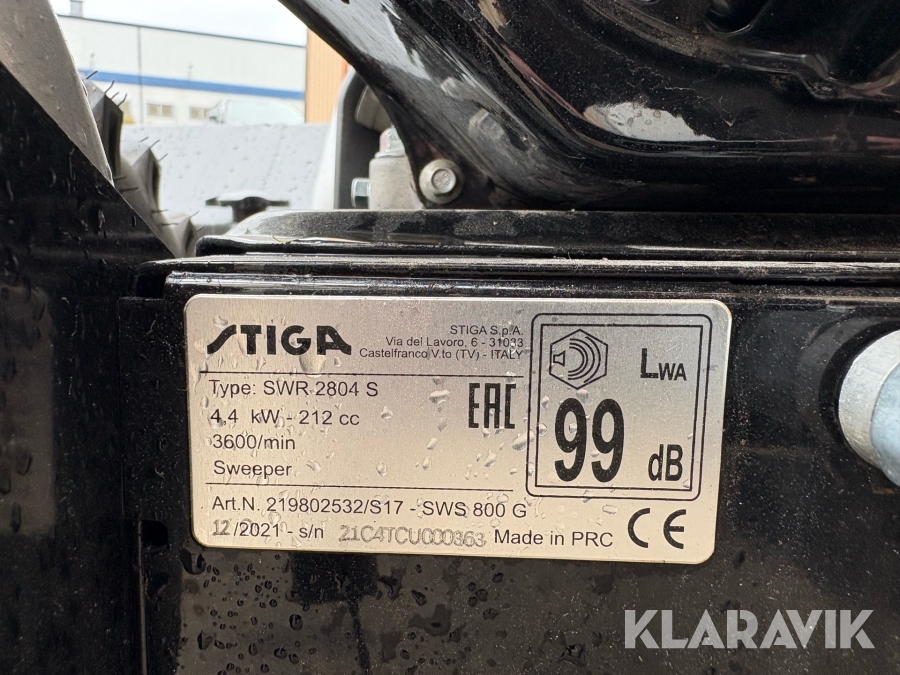 STIGA
STIGA S.p.A.
Via del Lavoro, 6 - 31033
Castelfranco V.to (TV) - ITALY
Type: SWR 2804 S
4,4 kW - 212 cc
3600/min
Sweeper
EAC
LWA
99 dB
Art.N. 219802532/S17 - SWS 800 G
12/2021 - s/n 21C4TCU000363 Made in PRC CE
KLARAVIK